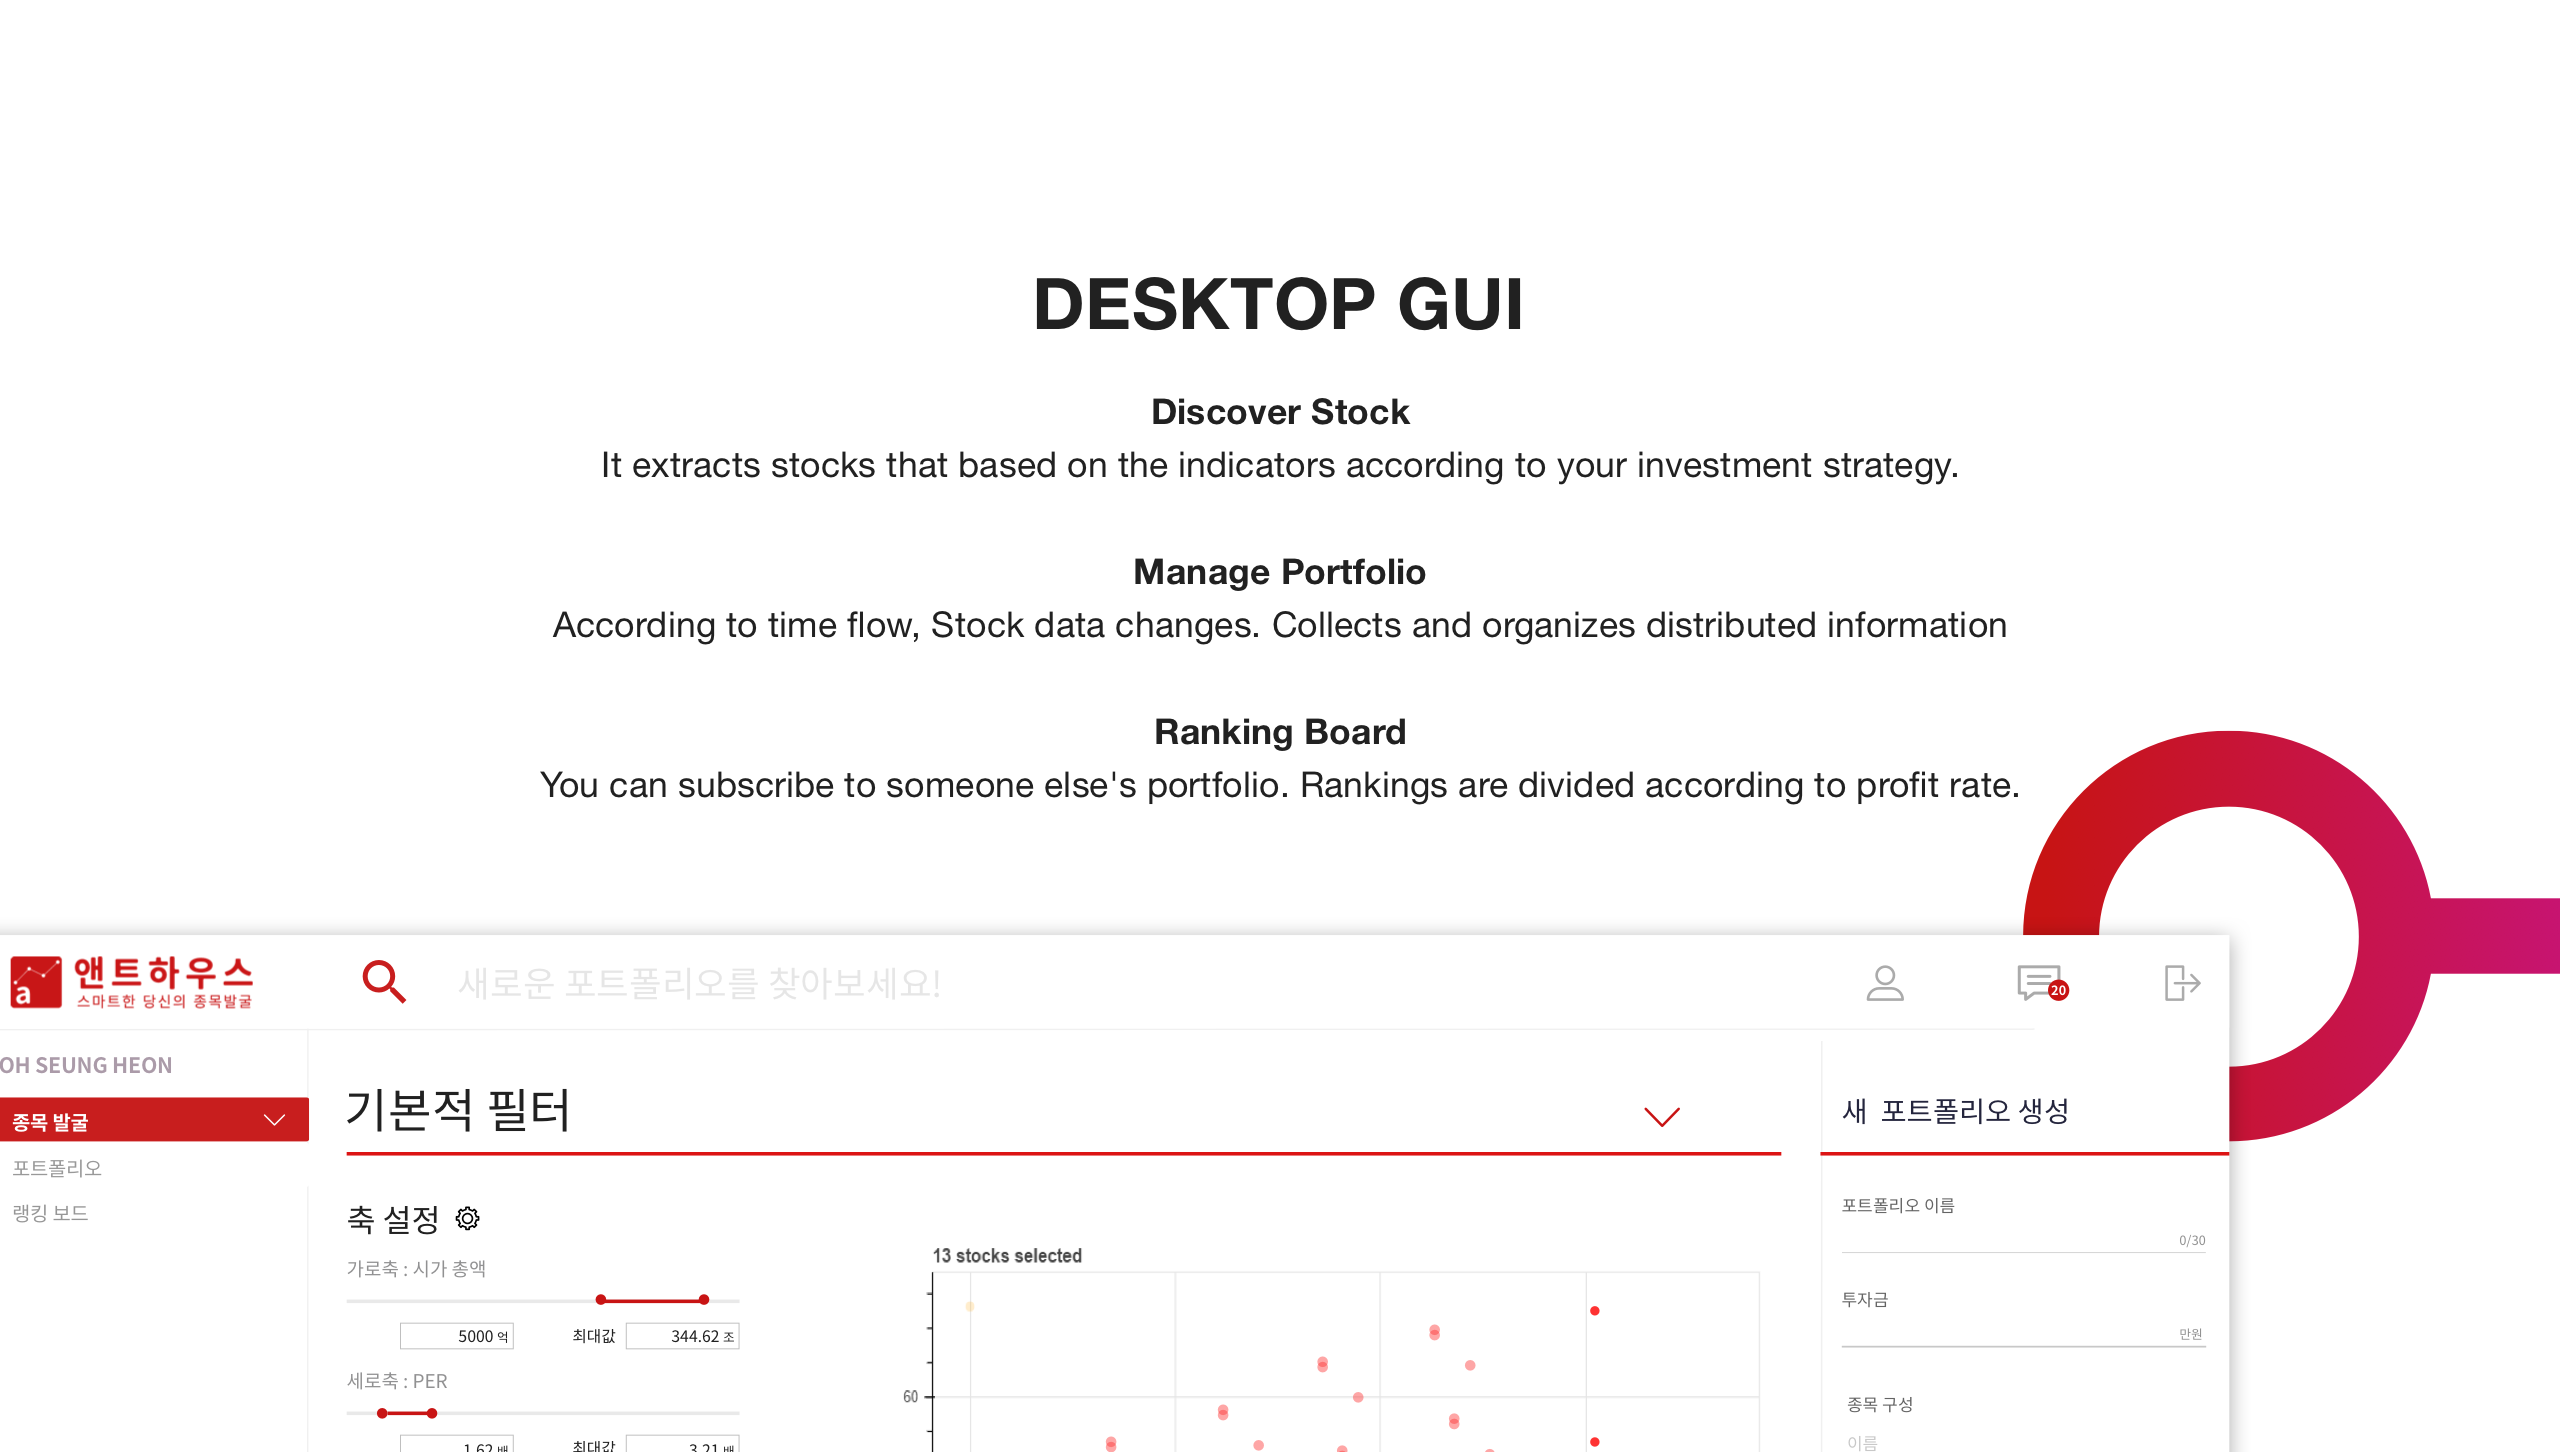 DESKTOP GUI
Discover Stock
It extracts stocks that based on the indicators according to your investment strategy.
Manage Portfolio
According to time flow, Stock data changes. Collects and organizes distributed information
Ranking Board
You can subscribe to someone else's portfolio. Rankings are divided according to profit rate.
a
앤트하우스
스마트한 당신의 종목발굴
새로운 포트폴리오를 찾아보세요!
20
OH SEUNG HEON
종목 발굴
포트폴리오
랭킹 보드
기본적 필터
축 설정
가로축 : 시가 총액
5000 억 최대값 344.62 조
세로축 : PER
1.62 배 최대값 3.21 배
13 stocks selected
60
새 포트폴리오 생성
포트폴리오 이름
0/30
투자금
만원
종목 구성
이름